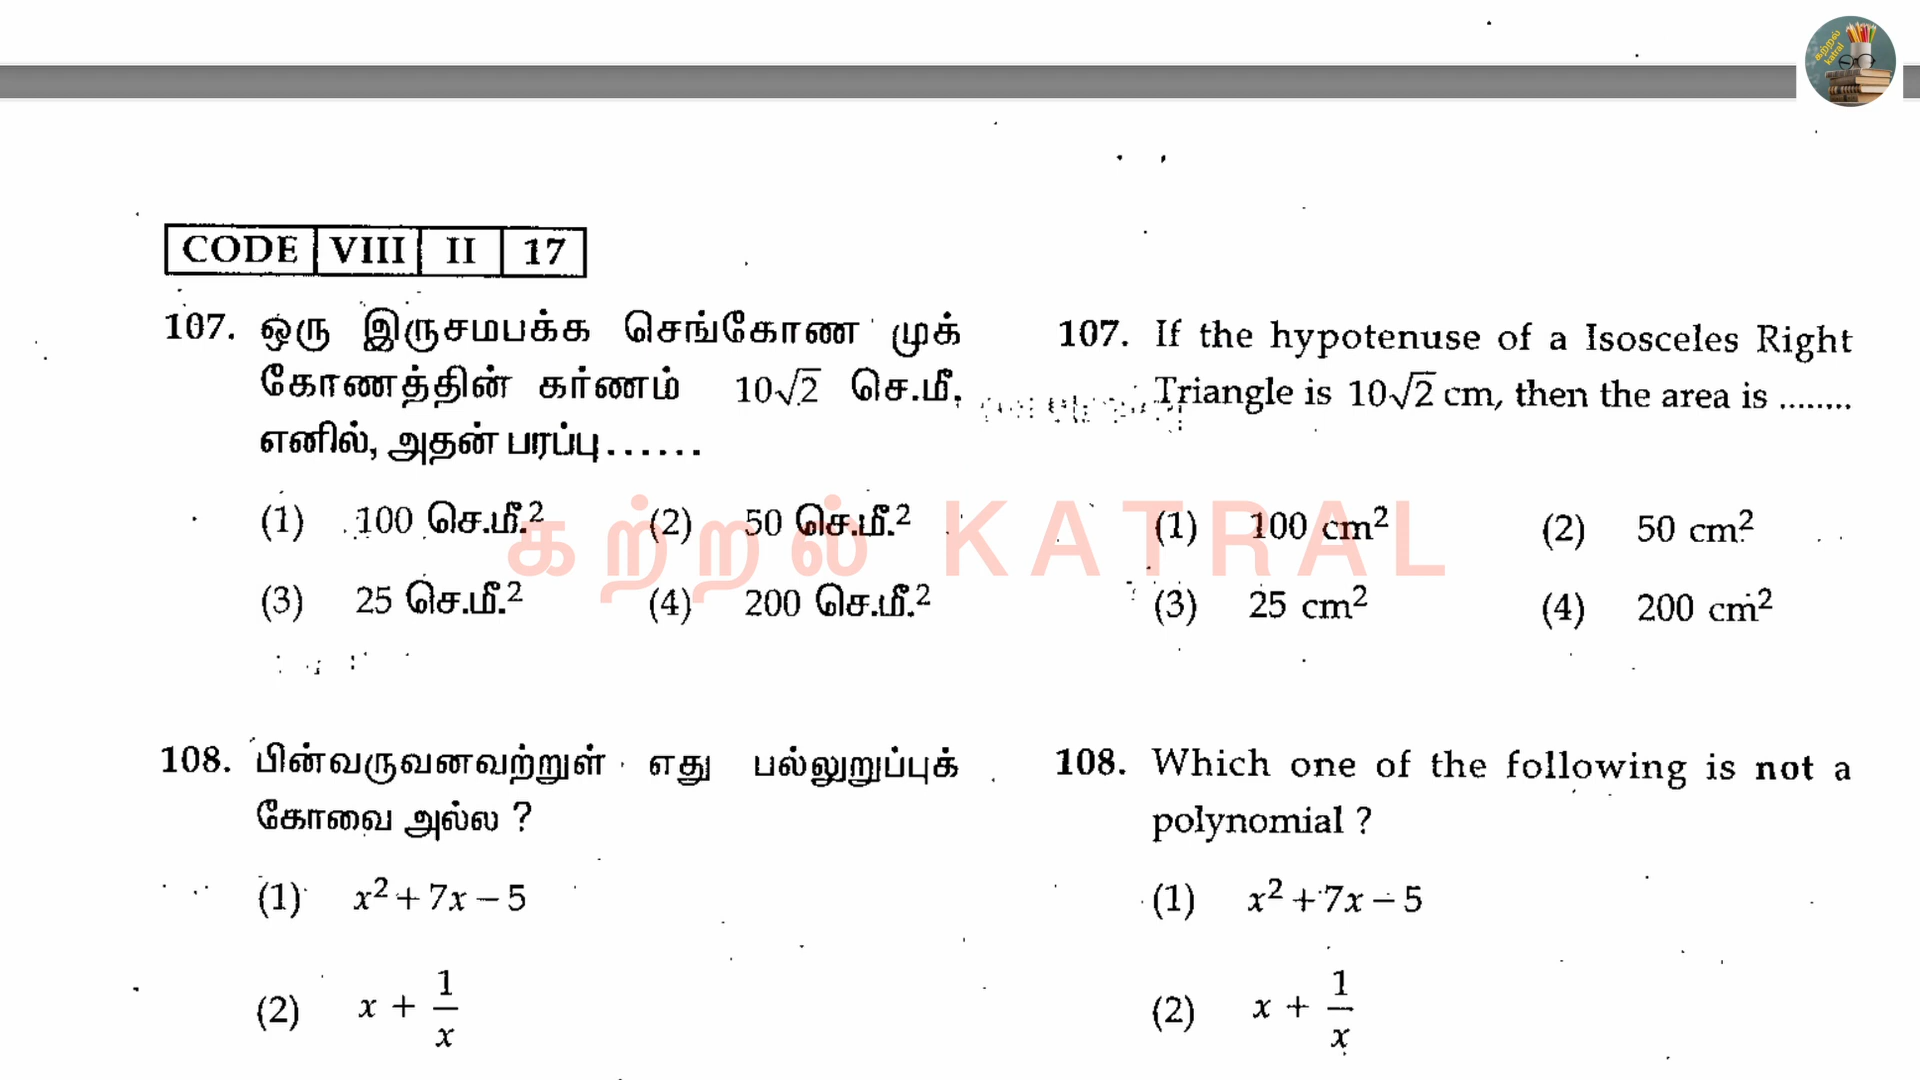 கற்றல்
katral
CODE VIII II 17
107. ஒரு இருசமபக்க செங்கோண முக்
கோணத்தின் கர்ணம் 10√2 செ.மீ.
எனில், அதன் பரப்பு ......
(1) 100 செ.மீ.² (2) 50 செ.மீ.²
(3) 25 செ.மீ.² (4) 200 செ.மீ.²
108. பின்வருவனவற்றுள் எது பல்லுறுப்புக்
கோவை அல்ல ?
(1) x² + 7x – 5
(2) x + 1/x
107. If the hypotenuse of a Isosceles Right
Triangle is 10√2 cm, then the area is ........
(1) 100 cm² (2) 50 cm²
(3) 25 cm² (4) 200 cm²
108. Which one of the following is not a
polynomial ?
(1) x² + 7x – 5
(2) x + 1/x
கற்றல் KATRAL